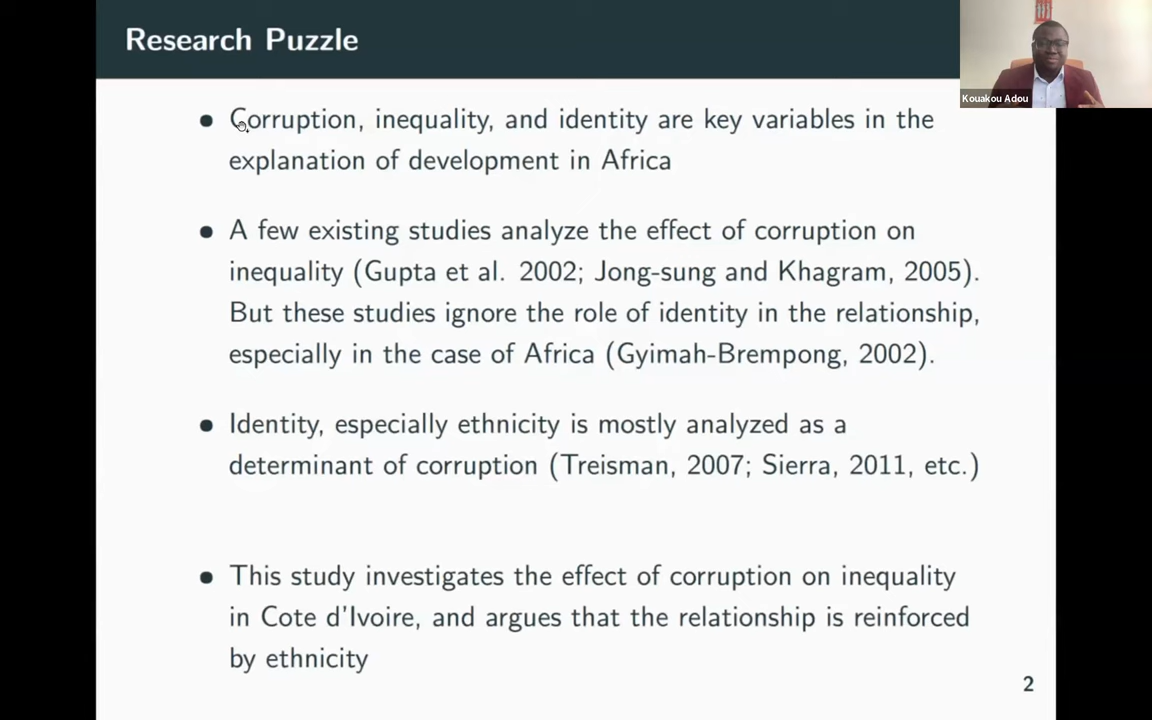 Research Puzzle
Kouakou Adou
• Corruption, inequality, and identity are key variables in the
explanation of development in Africa
• A few existing studies analyze the effect of corruption on
inequality (Gupta et al. 2002; Jong-sung and Khagram, 2005).
But these studies ignore the role of identity in the relationship,
especially in the case of Africa (Gyimah-Brempong, 2002).
• Identity, especially ethnicity is mostly analyzed as a
determinant of corruption (Treisman, 2007; Sierra, 2011, etc.)
• This study investigates the effect of corruption on inequality
in Cote d'Ivoire, and argues that the relationship is reinforced
by ethnicity
2